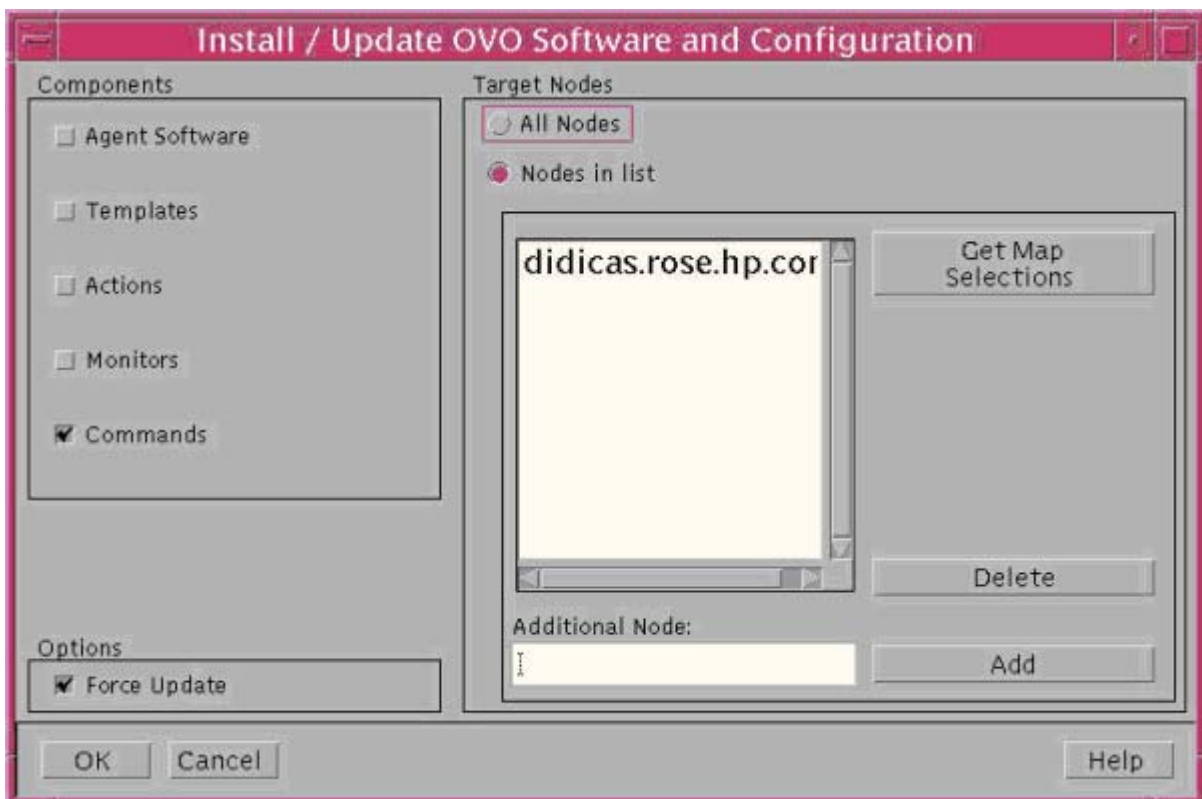 Install / Update OVO Software and Configuration
Components
Agent Software
Templates
Actions
Monitors
Commands
Options
Force Update
Target Nodes
All Nodes
Nodes in list
didicas.rose.hp.cor
Get Map
Selections
Delete
Additional Node:
Add
OK
Cancel
Help